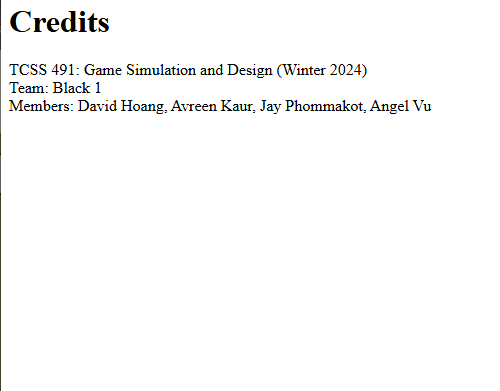 Credits
TCSS 491: Game Simulation and Design (Winter 2024)
Team: Black 1
Members: David Hoang, Avreen Kaur, Jay Phommakot, Angel Vu